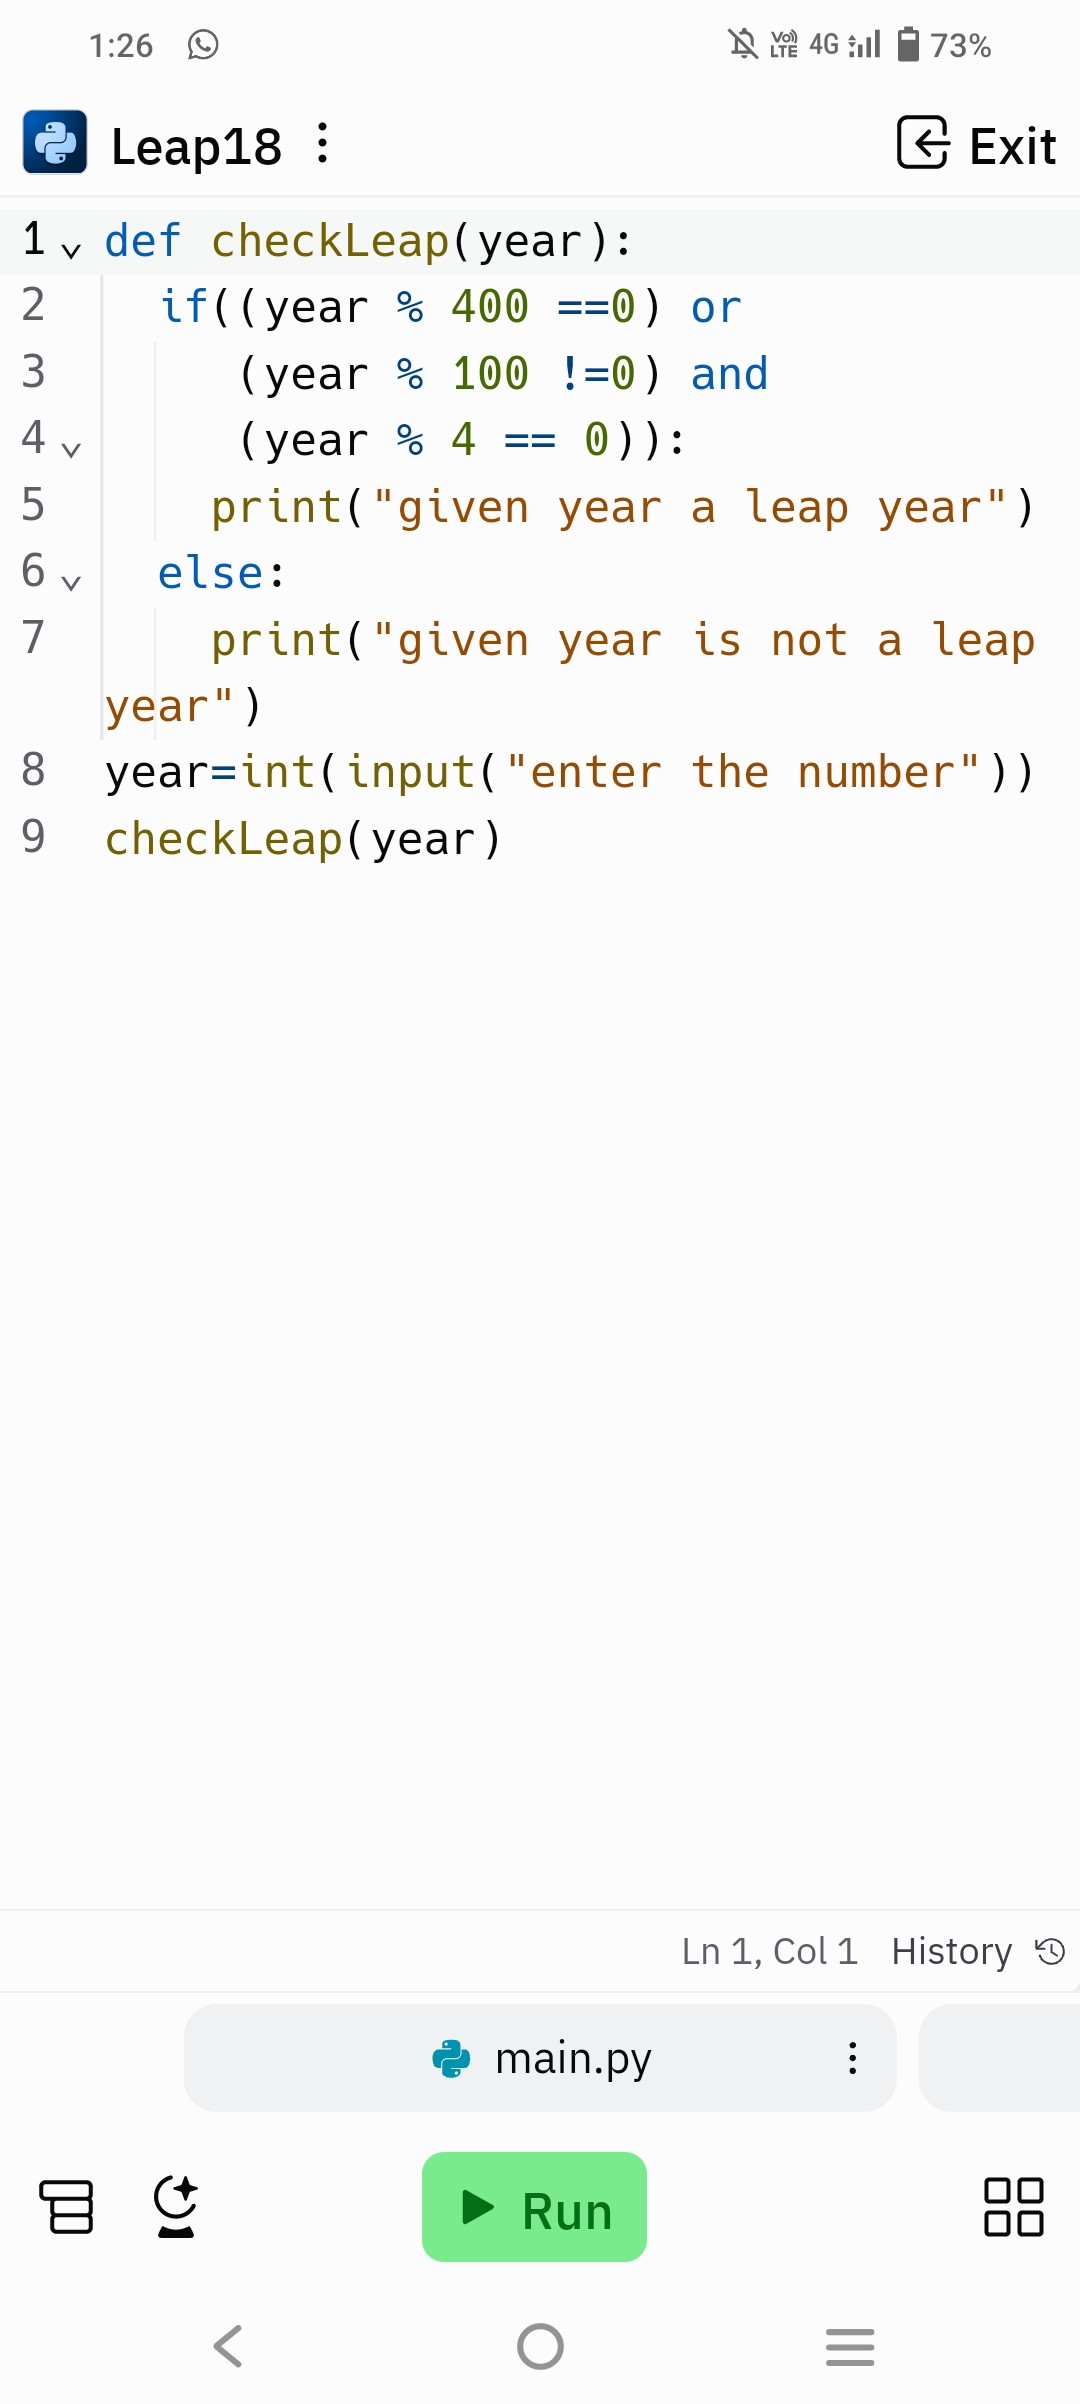 1:26 VoLTE 4G 73%
Leap18 Exit
1 def checkLeap(year):
2 if((year % 400 ==0) or
3 (year % 100 !=0) and
4 (year % 4 == 0)):
5 print("given year a leap year")
6 else:
7 print("given year is not a leap
year")
8 year=int(input("enter the number"))
9 checkLeap(year)
Ln 1, Col 1 History
main.py
Run